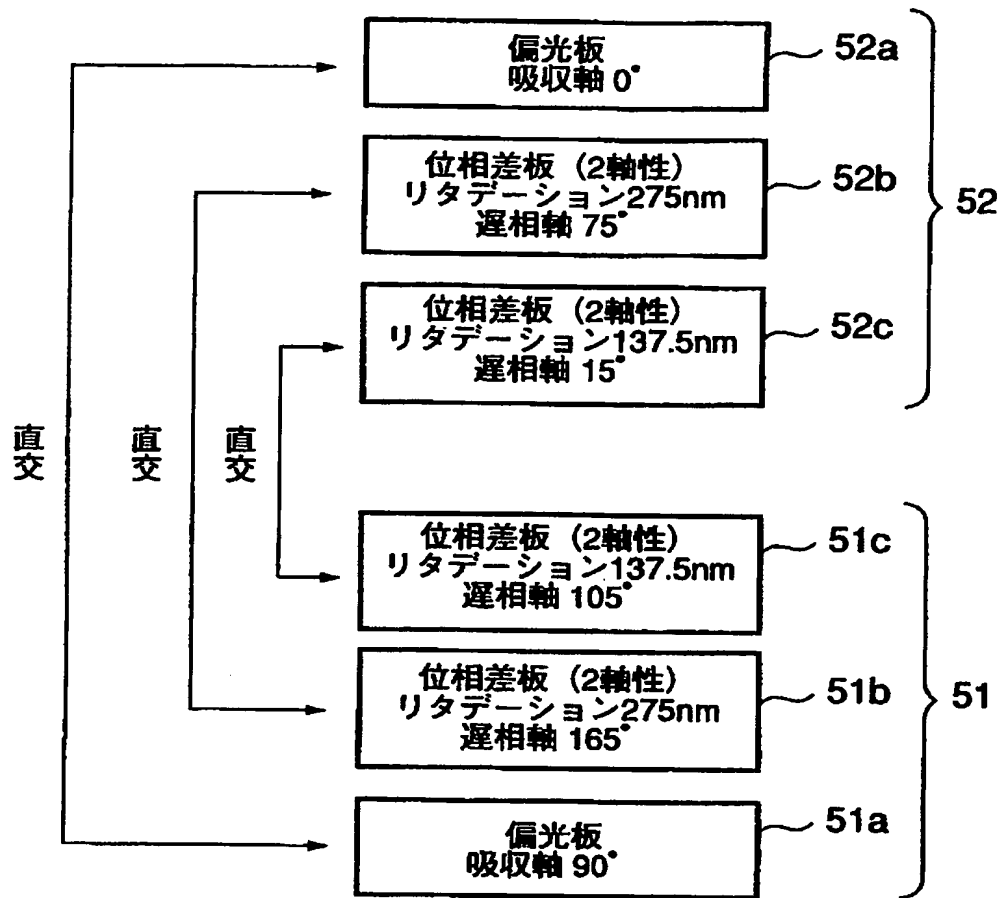 偏光板
吸収軸 0°
52a
位相差板 (2軸性)
リタデーション275nm
遅相軸 75°
52b
52
位相差板 (2軸性)
リタデーション137.5nm
遅相軸 15°
52c
直交
直交
直交
位相差板 (2軸性)
リタデーション137.5nm
遅相軸 105°
51c
位相差板 (2軸性)
リタデーション275nm
遅相軸 165°
51b
51
偏光板
吸収軸 90°
51a